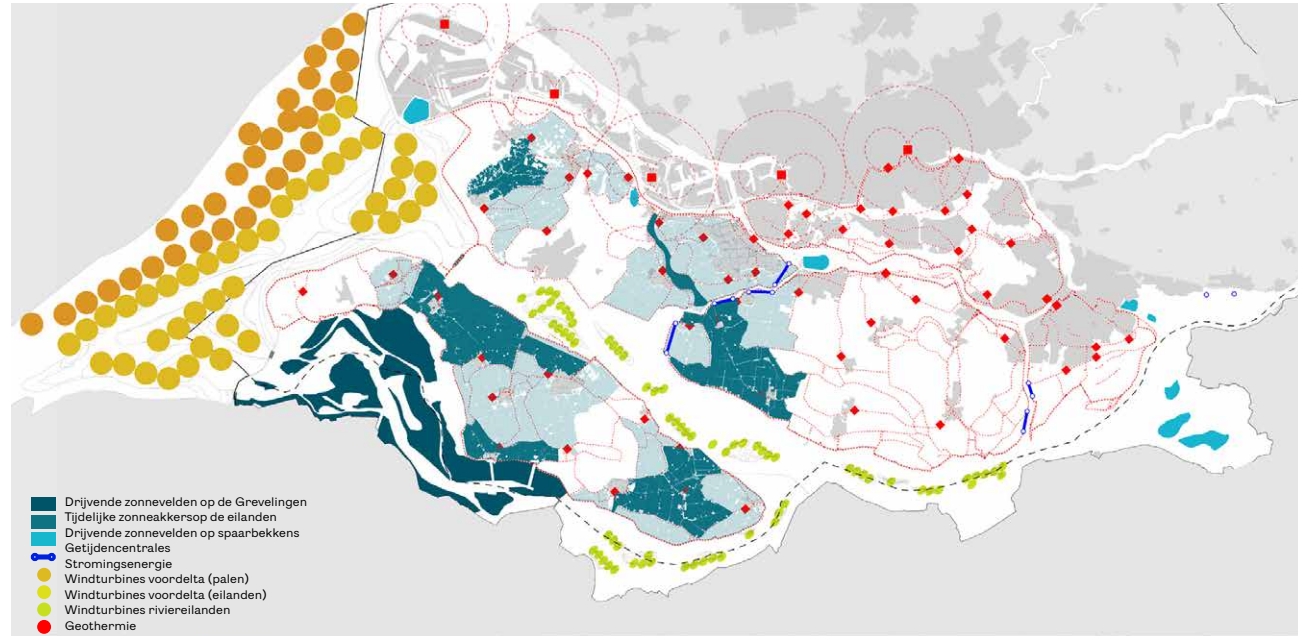 Drijvende zonnevelden op de Grevelingen
Tijdelijke zonneakkersop de eilanden
Drijvende zonnevelden op spaarbekkens
Getijdencentrales
Stromingsenergie
Windturbines voordelta (palen)
Windturbines voordelta (eilanden)
Windturbines riviereilanden
Geothermie